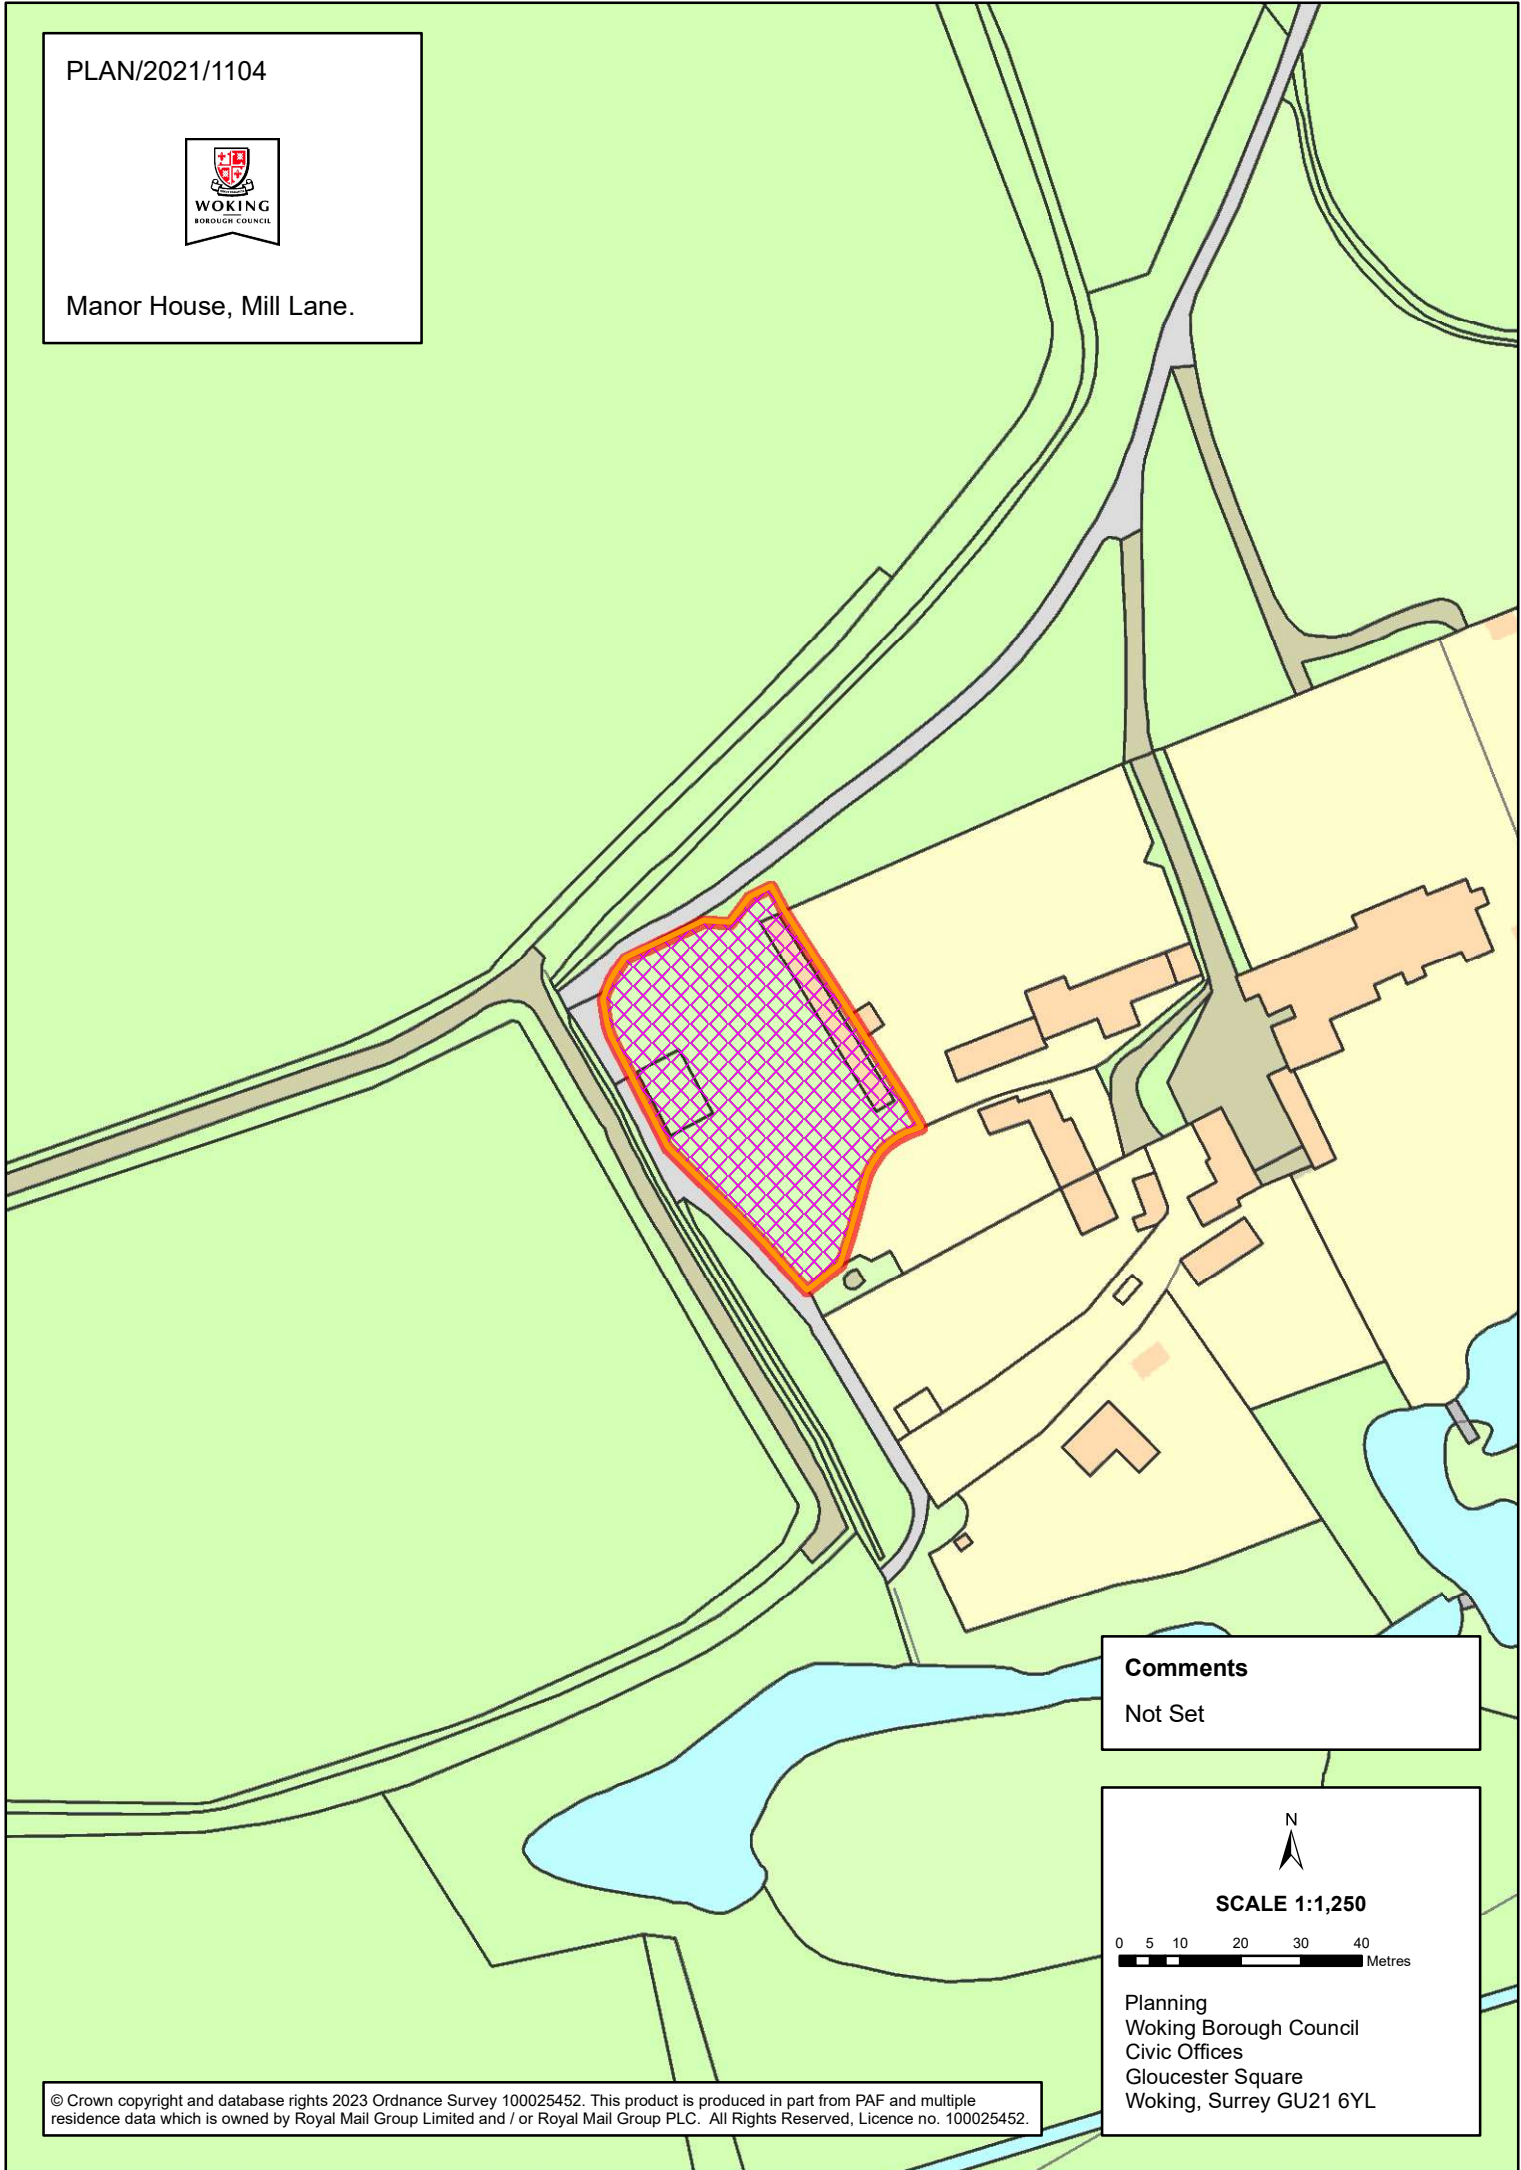 PLAN/2021/1104
WOKING
BOROUGH COUNCIL
Manor House, Mill Lane.
Comments
Not Set
N
SCALE 1:1,250
0 5 10 20 30 40
Metres
Planning
Woking Borough Council
Civic Offices
Gloucester Square
Woking, Surrey GU21 6YL
© Crown copyright and database rights 2023 Ordnance Survey 100025452. This product is produced in part from PAF and multiple
residence data which is owned by Royal Mail Group Limited and / or Royal Mail Group PLC. All Rights Reserved, Licence no. 100025452.